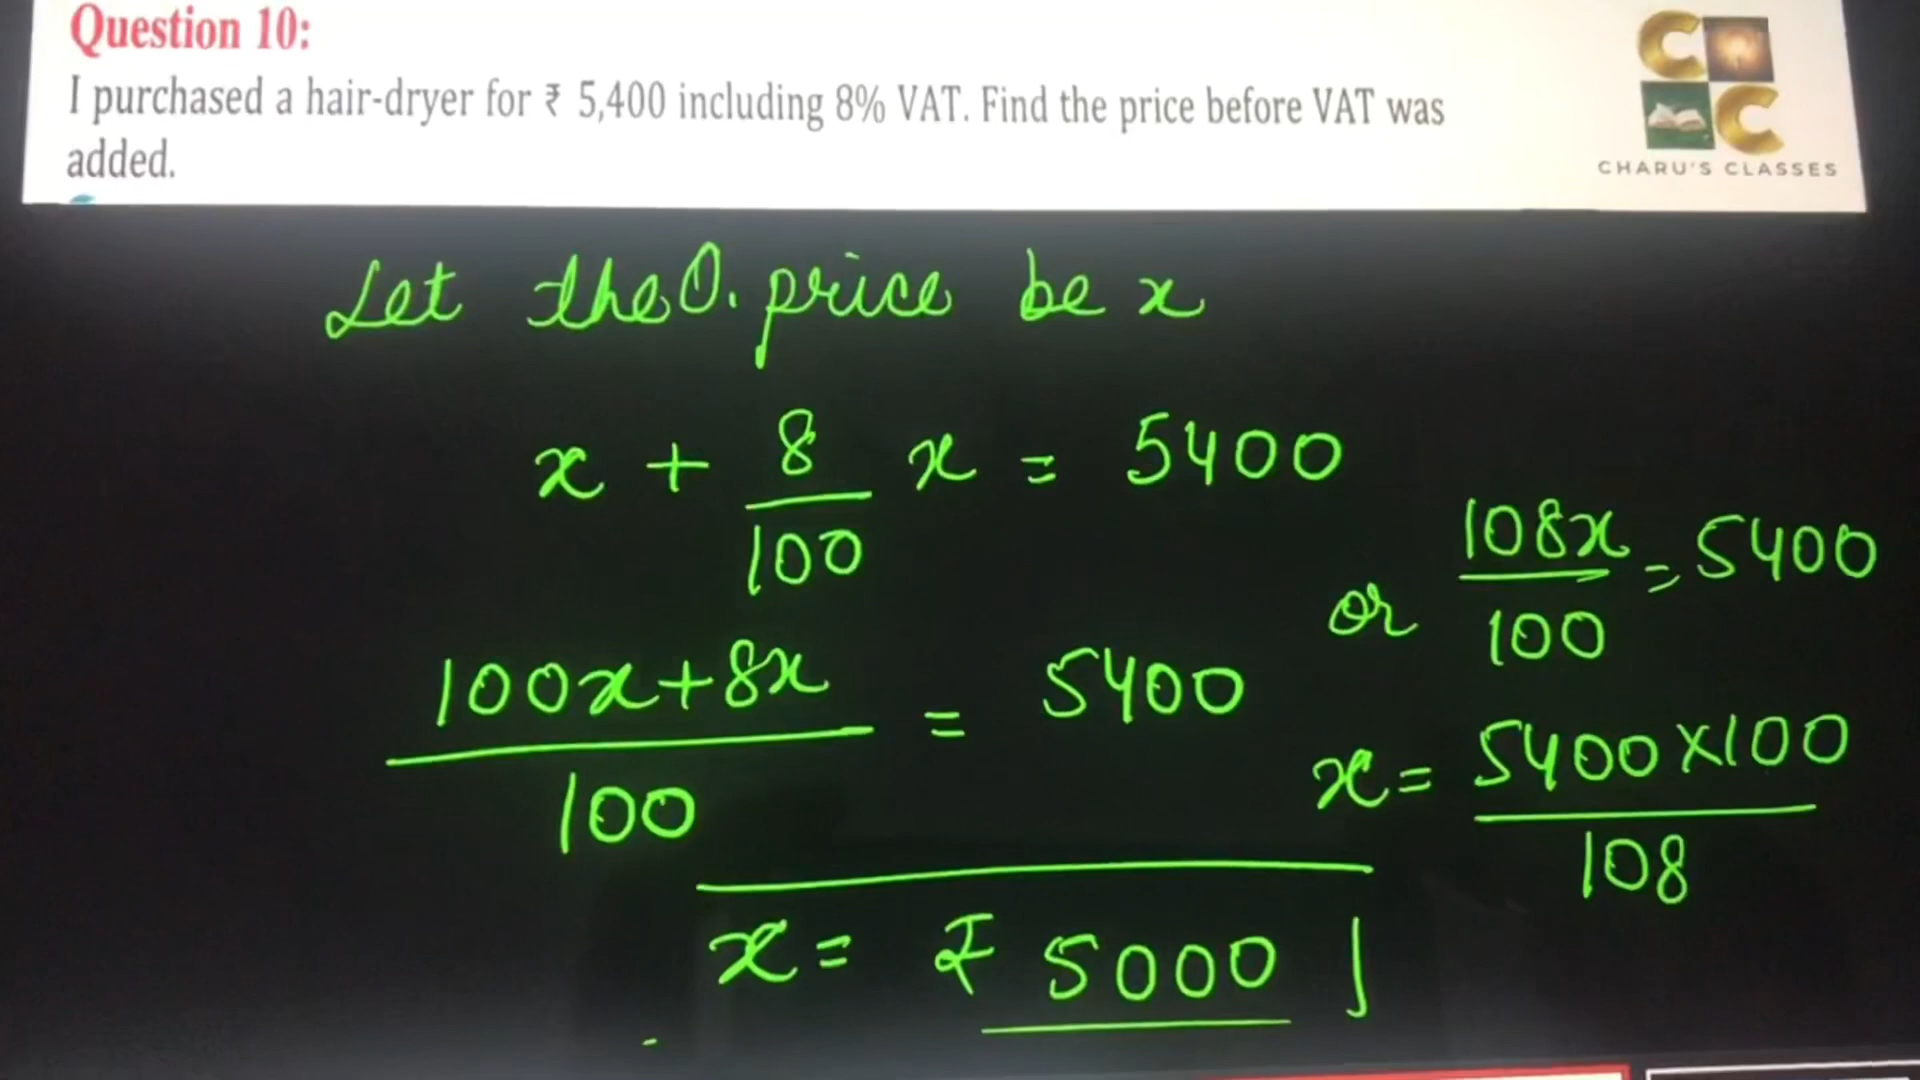 Question 10:
I purchased a hair-dryer for ₹ 5,400 including 8% VAT. Find the price before VAT was
added.
CHARU'S CLASSES
Let the O. price be x
x + 8/100 x = 5400
100x+8x/100 = 5400
or 108x/100 = 5400
x = 5400×100/108
x = ₹ 5000